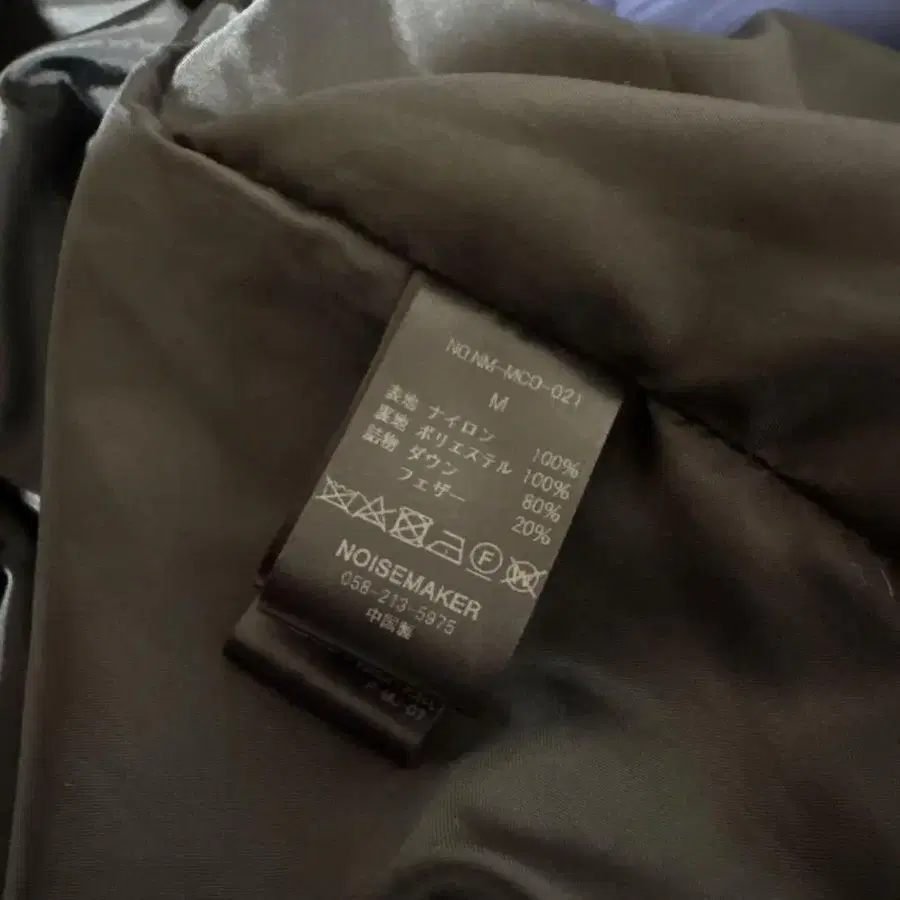 NO.NM-MCO-021
M
表地 ナイロン 100%
裏地 ポリエステル 100%
詰物 ダウン 80%
フェザー 20%
F W
NOISEMAKER
058-213-5975
中国製